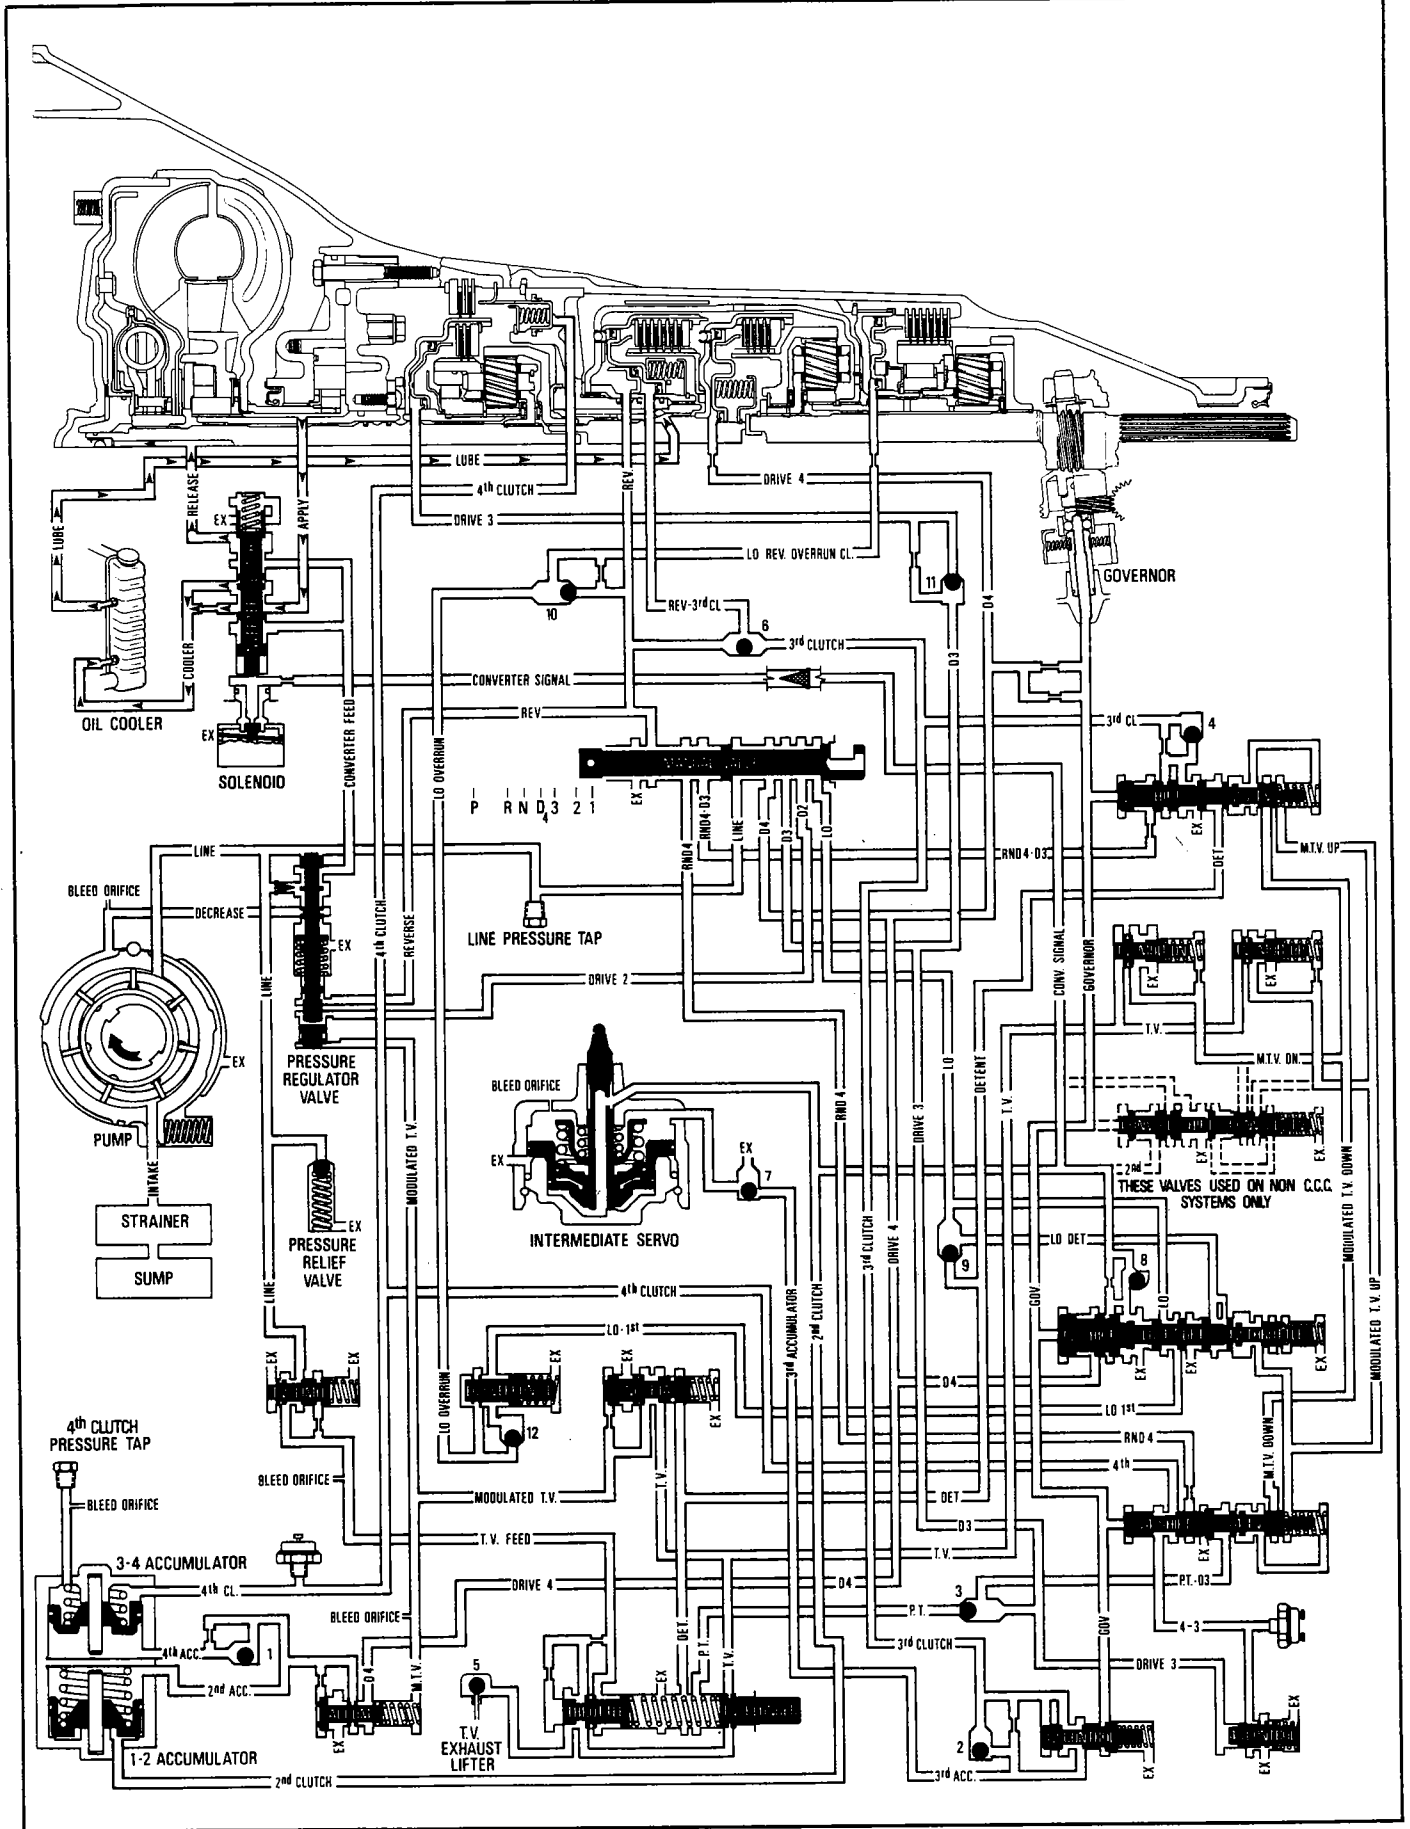 LUBE
4th CLUTCH
DRIVE 4
DRIVE 3
REV.
RELEASE
APPLY
EX
LUBE
LO REV. OVERRUN CL.
11
GOVERNOR
10
REV-3rd CL
6
D4
3rd CLUTCH
D3
COOLER
CONVERTER SIGNAL
OIL COOLER
EX
SOLENOID
CONVERTER FEED
REV
LO OVERRUN
3rd CL
4
P R N D4 3 2 1
EX
RND4-D3
LINE
D4
D3
D2
LO
RND4
EX
DET
RND4-D3
M.T.V. UP
LINE
BLEED ORIFICE
DECREASE
EX
4th CLUTCH
REVERSE
LINE PRESSURE TAP
CONV. SIGNAL
GOVERNOR
LINE
DRIVE 2
EX
EX
T.V.
M.T.V. DN.
EX
PRESSURE
REGULATOR
VALVE
BLEED ORIFICE
LO
DETENT
T.V.
RND 4
DRIVE 3
PUMP
INTAKE
MODULATED T.V.
EX
EX
7
2nd
EX
EX
THESE VALVES USED ON NON C.C.C.
SYSTEMS ONLY
MODULATED T.V. DOWN
STRAINER
EX
PRESSURE
RELIEF
VALVE
INTERMEDIATE SERVO
3rd CLUTCH
DRIVE 4
LO DET
9
8
SUMP
LINE
4th CLUTCH
3rd ACCUMULATOR
2nd CLUTCH
GOV
LO
MODULATED T.V. UP
LO-1st
EX
EX
EX
EX
EX
EX
EX
EX
D4
LO OVERRUN
LO 1st
4th CLUTCH
PRESSURE TAP
12
RND 4
M.T.V. DOWN
4th
BLEED ORIFICE
T.V.
MODULATED T.V.
DET
BLEED ORIFICE
D3
T.V. FEED
T.V.
EX
3-4 ACCUMULATOR
4th CL.
DRIVE 4
D4
3
P.T.-D3
BLEED ORIFICE
P.T.
4-3
4th ACC.
1
DET.
P.T.
T.V.
3rd CLUTCH
GOV
DRIVE 3
2nd ACC.
D4
M.T.V.
5
EX
EX
T.V.
EXHAUST
LIFTER
EX
2
1-2 ACCUMULATOR
3rd ACC.
EX
EX
2nd CLUTCH